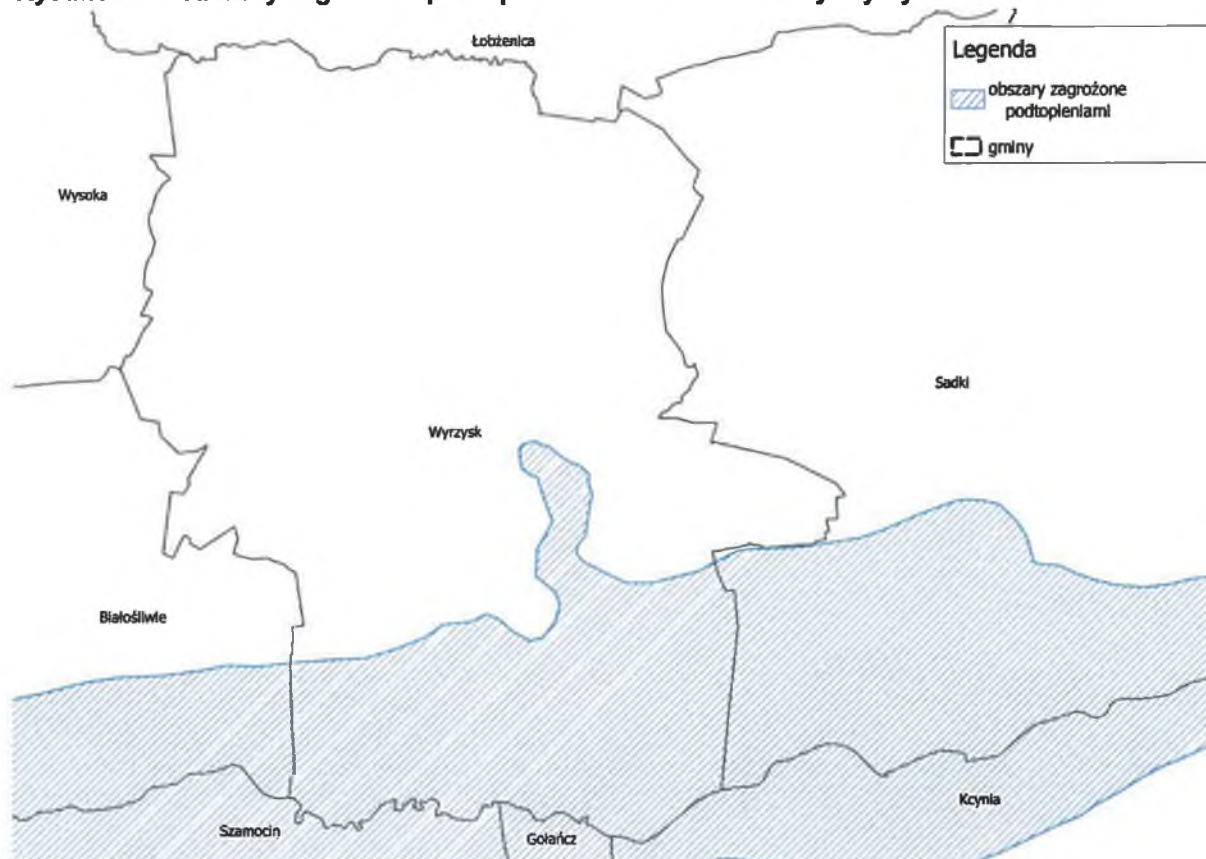 Łobżenica
Legenda
obszary zagrożone
podtopieniami
gminy
Wysoka
Sadki
Wyrzysk
Białośliwie
Kcynia
Szamocin
Gołańcz